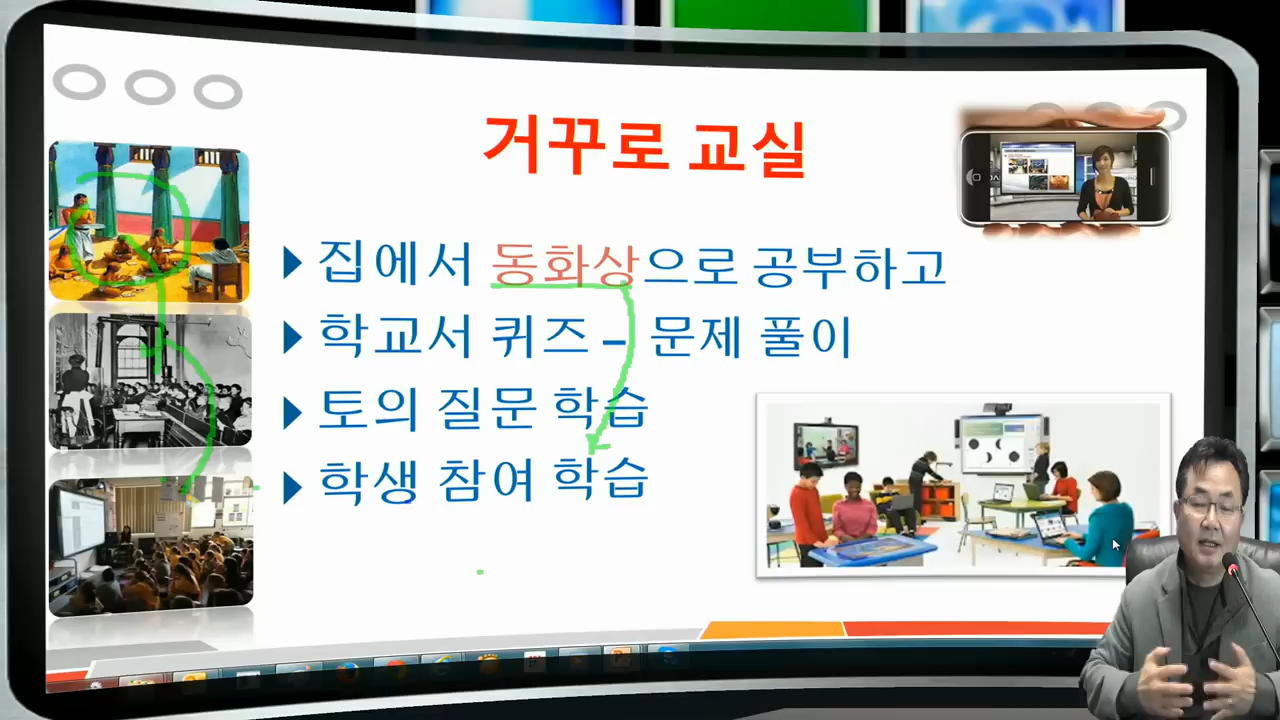 거꾸로 교실
집에서 동화상으로 공부하고
학교서 퀴즈 – 문제 풀이
토의 질문 학습
학생 참여 학습